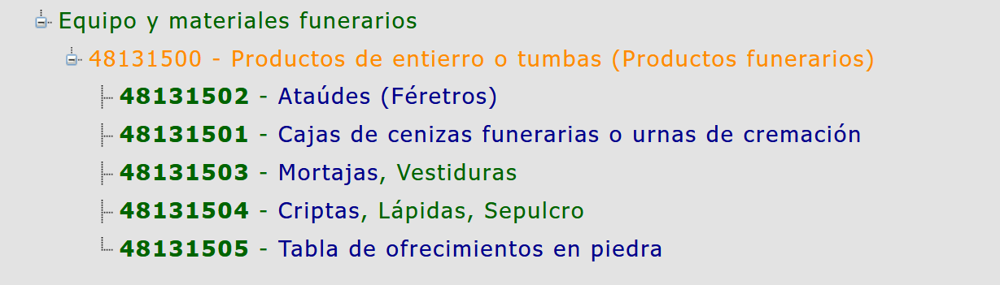 Equipo y materiales funerarios
48131500 - Productos de entierro o tumbas (Productos funerarios)
48131502 - Ataúdes (Féretros)
48131501 - Cajas de cenizas funerarias o urnas de cremación
48131503 - Mortajas, Vestiduras
48131504 - Criptas, Lápidas, Sepulcro
48131505 - Tabla de ofrecimientos en piedra